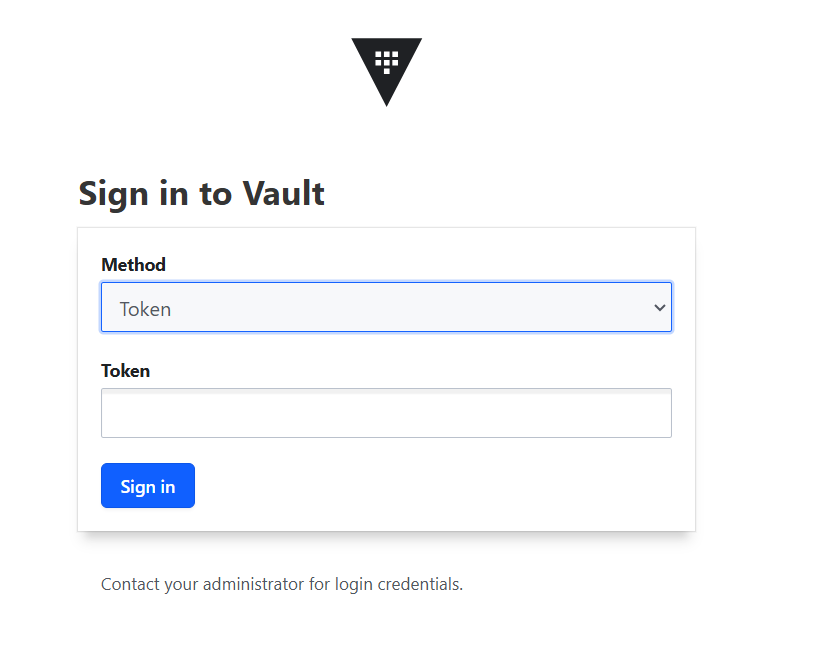 Sign in to Vault
Method
Token
Token
Sign in
Contact your administrator for login credentials.